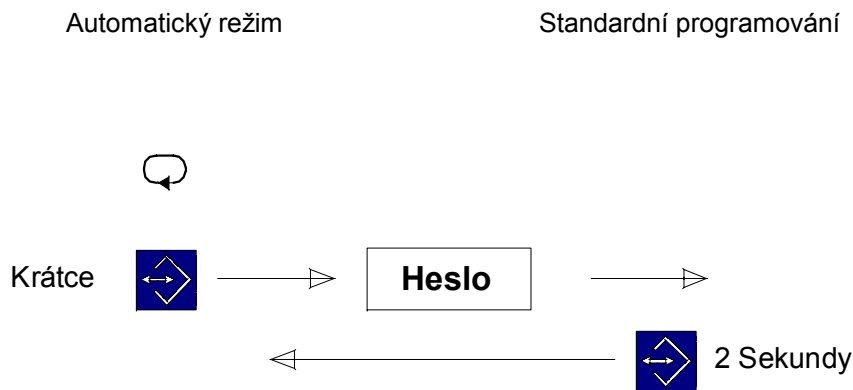 Automatický režim
Standardní programování
Krátce
Heslo
2 Sekundy